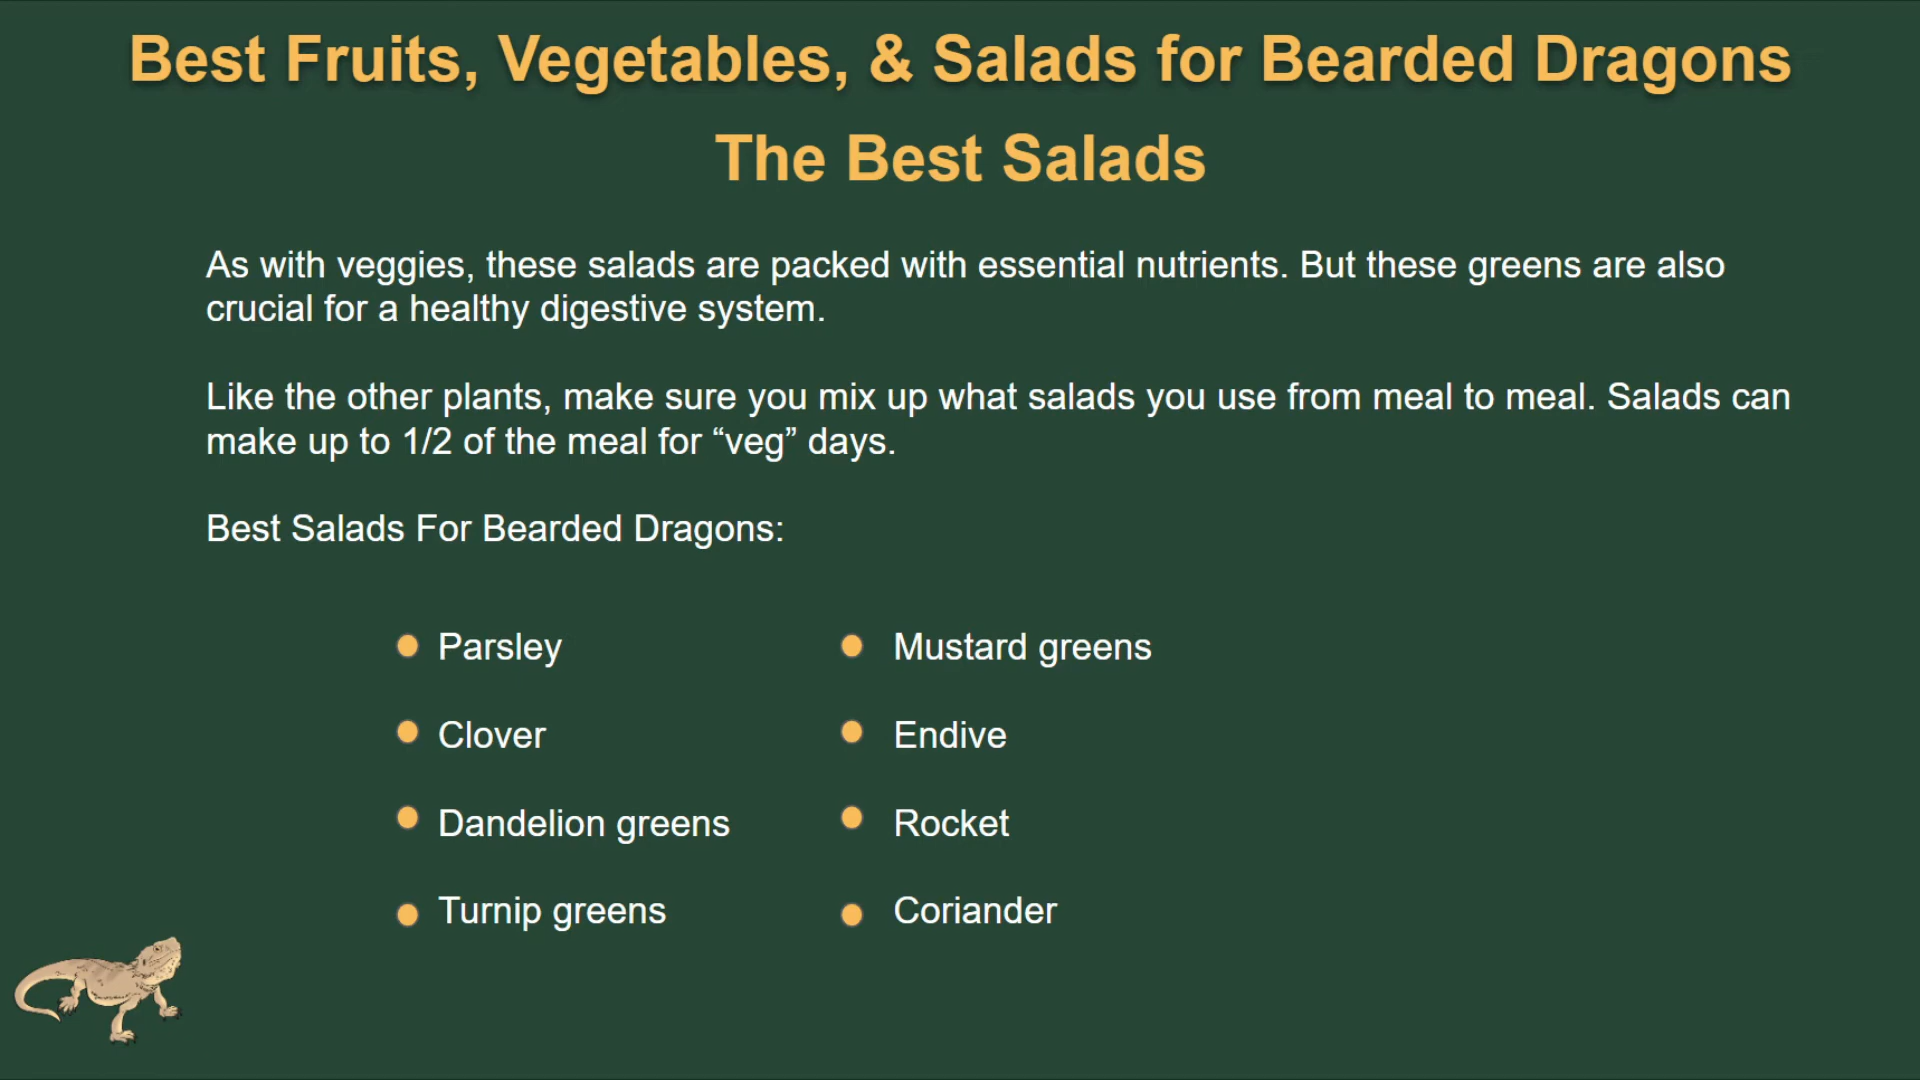 Best Fruits, Vegetables, & Salads for Bearded Dragons
The Best Salads
As with veggies, these salads are packed with essential nutrients. But these greens are also
crucial for a healthy digestive system.
Like the other plants, make sure you mix up what salads you use from meal to meal. Salads can
make up to 1/2 of the meal for “veg” days.
Best Salads For Bearded Dragons:
Parsley
Clover
Dandelion greens
Turnip greens
Mustard greens
Endive
Rocket
Coriander